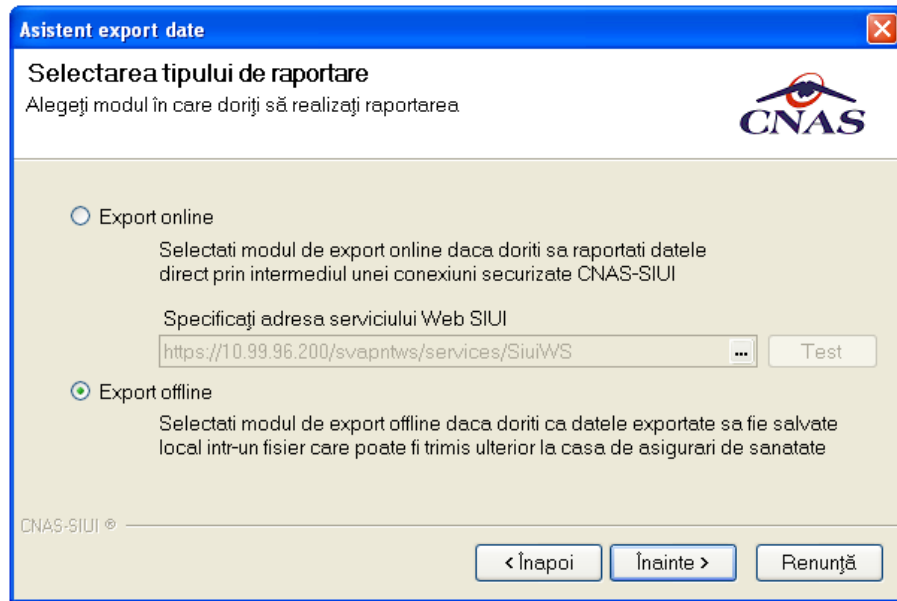 Asistent export date
Selectarea tipului de raportare
Alegeţi modul în care doriţi să realizaţi raportarea
CNAS
Export online
Selectati modul de export online daca doriti sa raportati datele
direct prin intermediul unei conexiuni securizate CNAS-SIUI
Specificaţi adresa serviciului Web SIUI
https://10.99.96.200/svapntws/services/SiuiWS
...
Test
Export offline
Selectati modul de export offline daca doriti ca datele exportate sa fie salvate
local intr-un fisier care poate fi trimis ulterior la casa de asigurari de sanatate
CNAS-SIUI ®
< Înapoi
Înainte >
Renunţă